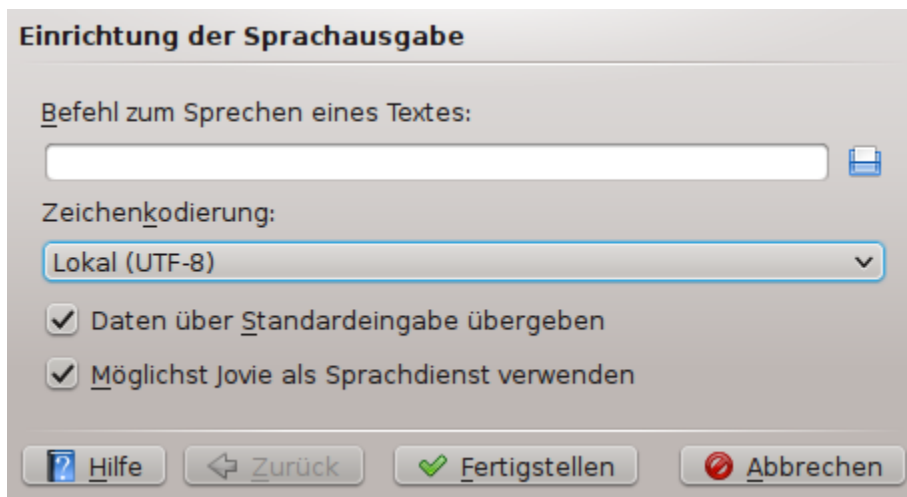 Einrichtung der Sprachausgabe
Befehl zum Sprechen eines Textes:
Zeichenkodierung:
Lokal (UTF-8)
Daten über Standardeingabe übergeben
Möglichst Jovie als Sprachdienst verwenden
Hilfe Zurück Fertigstellen Abbrechen